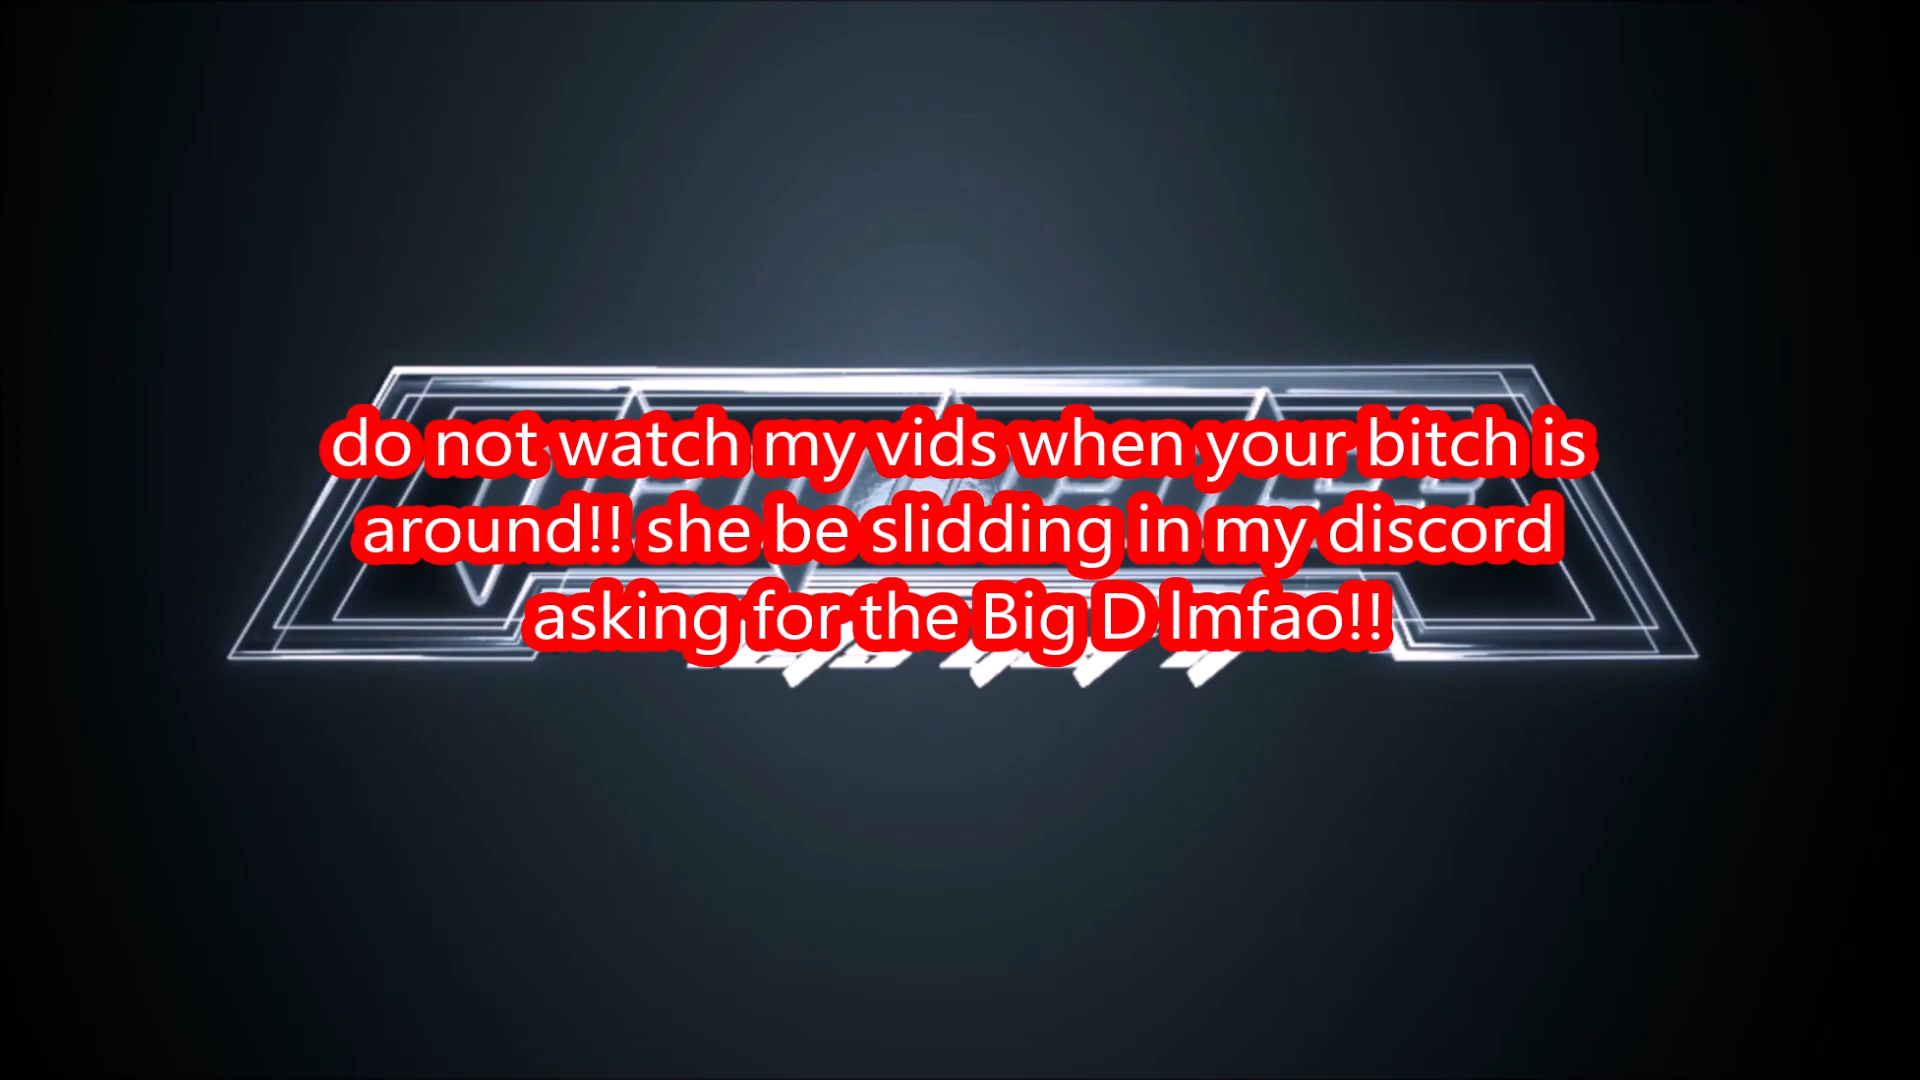 do not watch my vids when your bitch is
around!! she be slidding in my discord
asking for the Big D lmfao!!